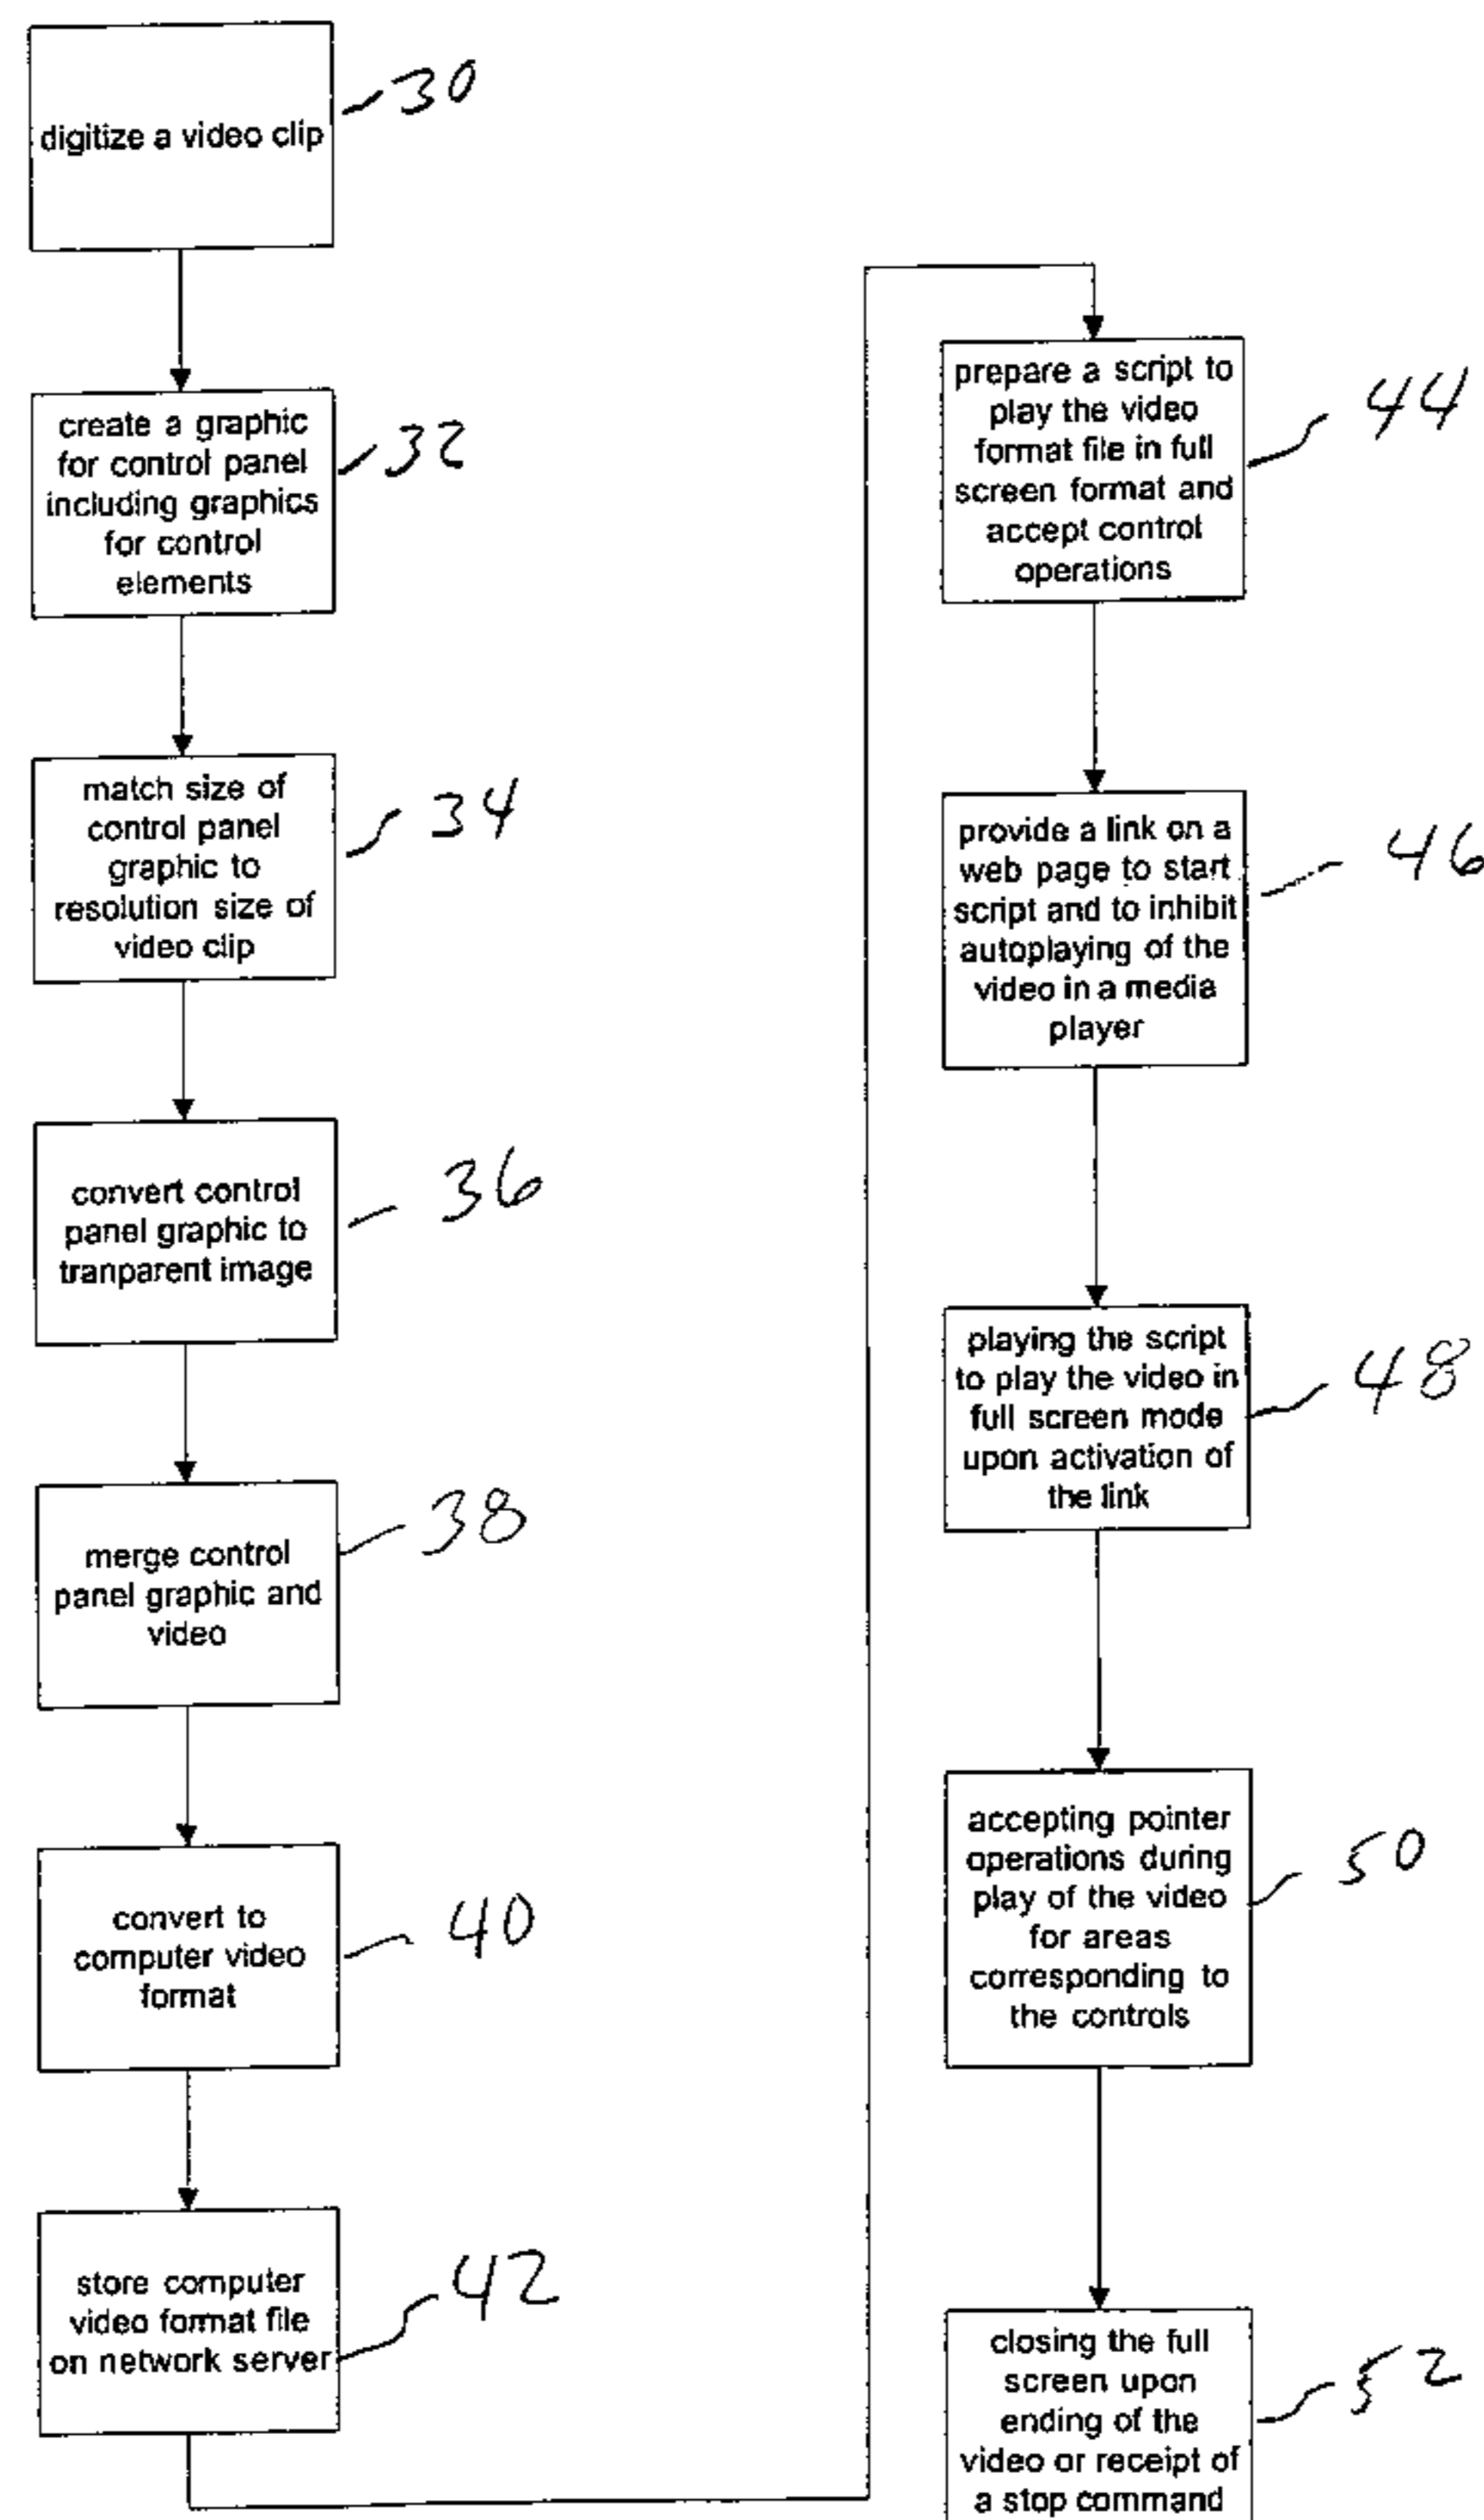 digitize a video clip
30
create a graphic
for control panel
including graphics
for control
elements
32
match size of
control panel
graphic to
resolution size of
video clip
34
convert control
panel graphic to
tranparent image
36
merge control
panel graphic and
video
38
convert to
computer video
format
40
store computer
video format file
on network server
42
prepare a script to
play the video
format file in full
screen format and
accept control
operations
44
provide a link on a
web page to start
script and to inhibit
autoplaying of the
video in a media
player
46
playing the script
to play the video in
full screen mode
upon activation of
the link
48
accepting pointer
operations during
play of the video
for areas
corresponding to
the controls
50
closing the full
screen upon
ending of the
video or receipt of
a stop command
52